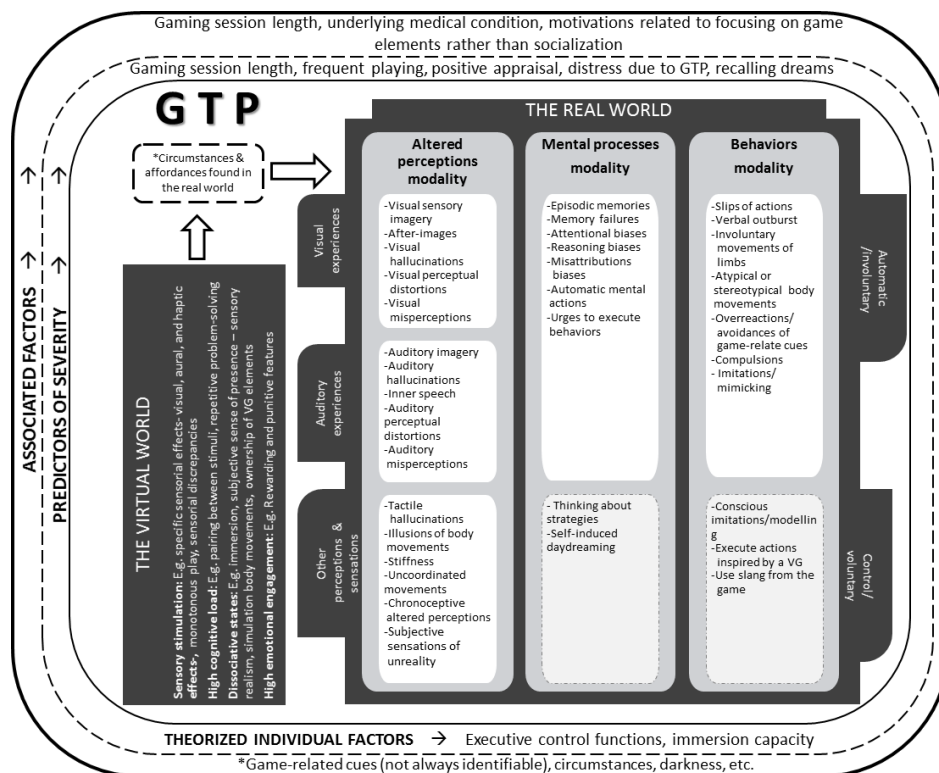 Gaming session length, underlying medical condition, motivations related to focusing on game
elements rather than socialization
Gaming session length, frequent playing, positive appraisal, distress due to GTP, recalling dreams
ASSOCIATED FACTORS → →
PREDICTORS OF SEVERITY → →
GTP
*Circumstances &
affordances found in
the real world
THE VIRTUAL WORLD
Sensory stimulation: E.g. specific sensorial effects- visual, aural, and haptic
effects-, monotonous play, sensorial discrepancies
High cognitive load: E.g. pairing between stimuli, repetitive problem-solving
Dissociative states: E.g. immersion, subjective sense of presence – sensory
realism, simulation body movements, ownership of VG elements
High emotional engagement: E.g. Rewarding and punitive features
THE REAL WORLD
Visual
experiences
Auditory
experiences
Other
perceptions &
sensations
Altered
perceptions
modality
-Visual sensory
imagery
-After-images
-Visual
hallucinations
-Visual perceptual
distortions
-Visual
misperceptions
-Auditory imagery
-Auditory
hallucinations
-Inner speech
-Auditory
perceptual
distortions
-Auditory
misperceptions
-Tactile
hallucinations
-Illusions of body
movements
-Stiffness
-Uncoordinated
movements
-Chronoceptive
altered perceptions
-Subjective
sensations of
unreality
Mental processes
modality
-Episodic memories
-Memory failures
-Attentional biases
-Reasoning biases
-Misattributions
biases
-Automatic mental
actions
-Urges to execute
behaviors
- Thinking about
strategies
-Self-induced
daydreaming
Behaviors
modality
-Slips of actions
-Verbal outburst
-Involuntary
movements of
limbs
-Atypical or
stereotypical body
movements
-Overreactions/
avoidances of
game-relate cues
-Compulsions
- Imitations/
mimicking
-Conscious
imitations/modellin
g
-Execute actions
inspired by a VG
-Use slang from the
game
Automatic
/involuntary
Control/
voluntary
THEORIZED INDIVIDUAL FACTORS → Executive control functions, immersion capacity
*Game-related cues (not always identifiable), circumstances, darkness, etc.